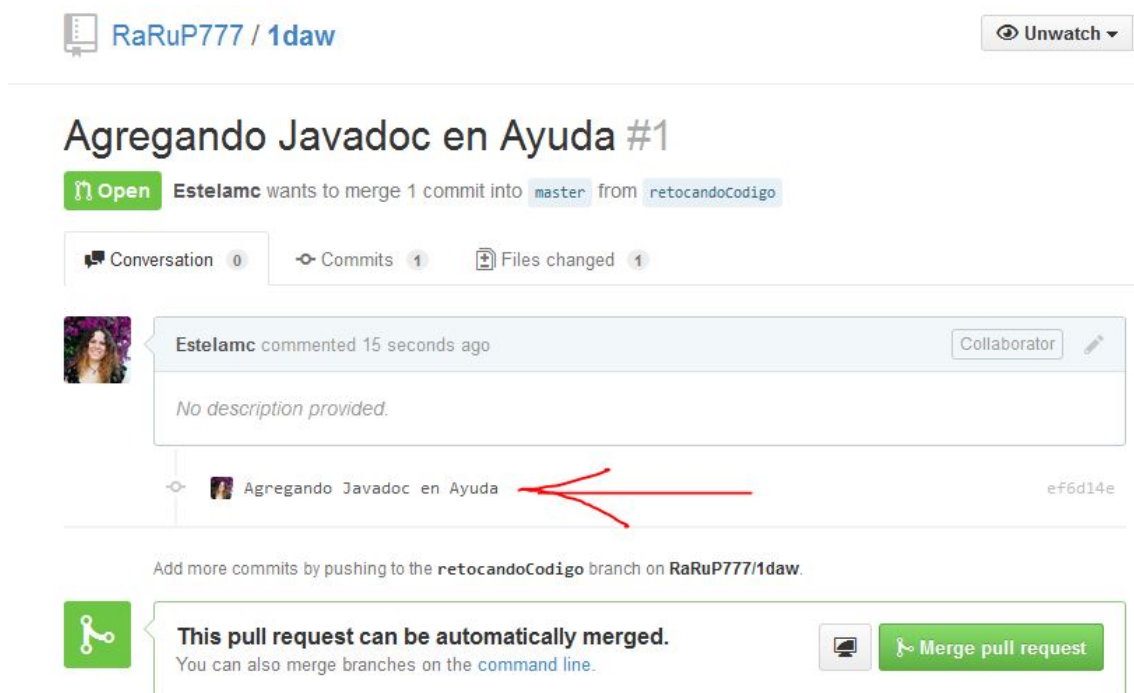 RaRuP777 / 1daw
Unwatch
Agregando Javadoc en Ayuda #1
Open Estelamc wants to merge 1 commit into master from retocandoCodigo
Conversation 0 Commits 1 Files changed 1
Estelamc commented 15 seconds ago Collaborator
No description provided.
Agregando Javadoc en Ayuda ef6d14e
Add more commits by pushing to the retocandoCodigo branch on RaRuP777/1daw.
This pull request can be automatically merged.
You can also merge branches on the command line.
Merge pull request